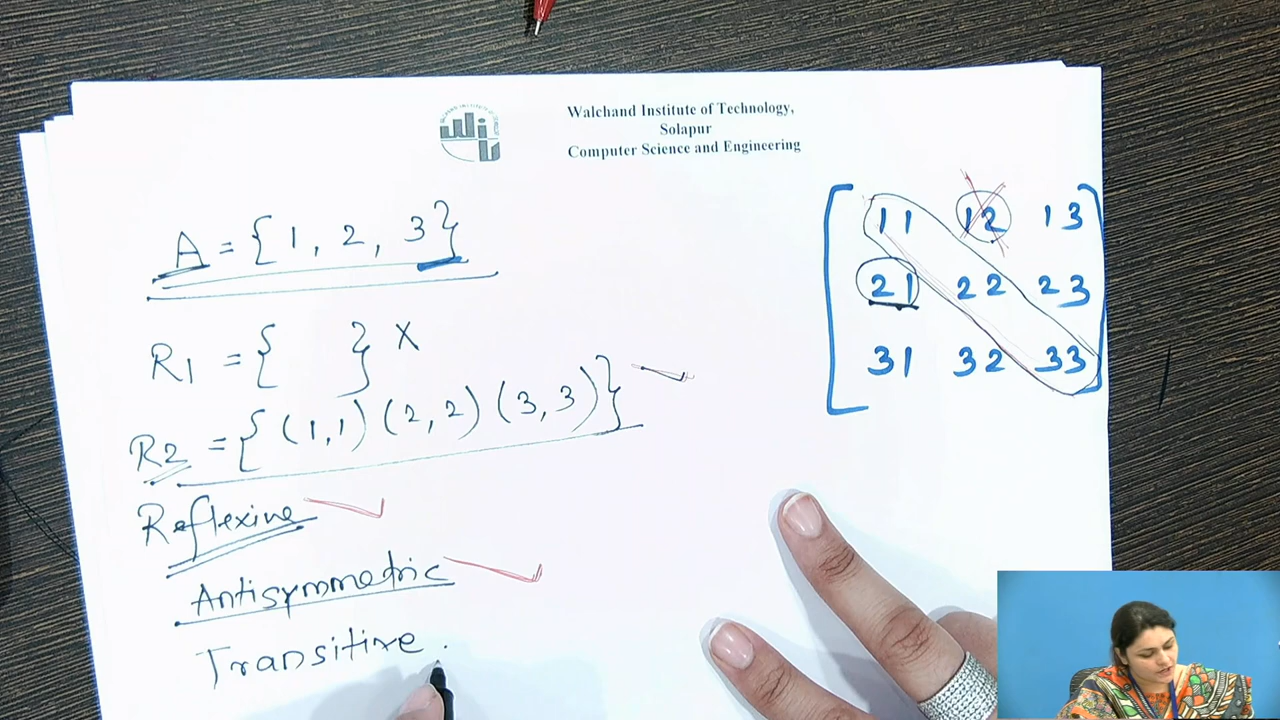 Walchand Institute of Technology,
Solapur
Computer Science and Engineering
A = {1, 2, 3}
R1 = { } X
R2 = {(1,1) (2,2) (3,3)}
Reflexive
Antisymmetric
Transitive
11 12 13
21 22 23
31 32 33